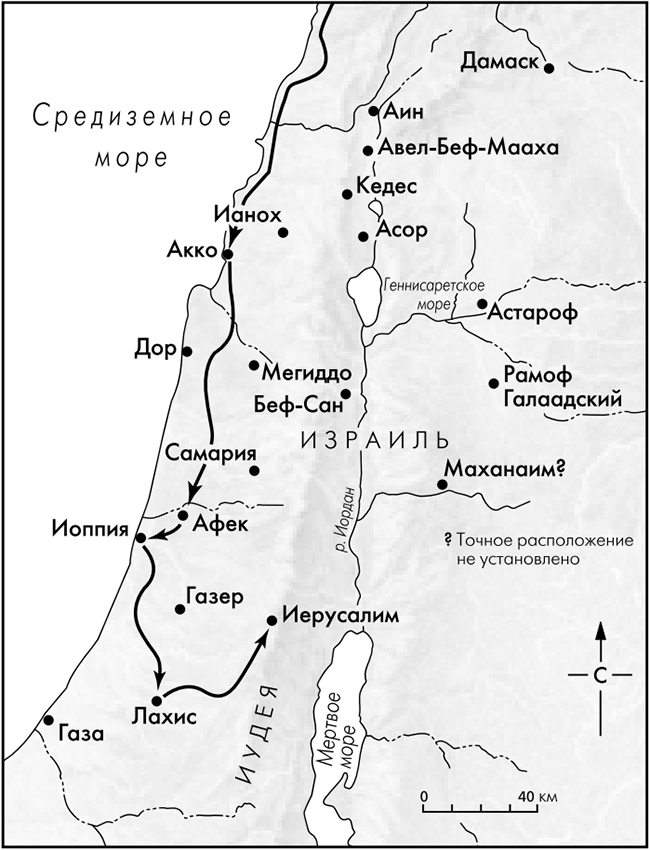 Дамаск
Аин
Средиземное
море
Авел-Беф-Мааха
Кедес
Ианох
Асор
Акко
Геннисаретское
море
Астароф
Дор
Мегиддо
Рамоф
Галаадский
Беф-Сан
ИЗРАИЛЬ
Самария
Маханаим?
р. Иордан
Афек
Иоппия
? Точное расположение
не установлено
Газер
Иерусалим
С
ИУДЕЯ
Мертвое
море
Лахис
Газа
0 40 км